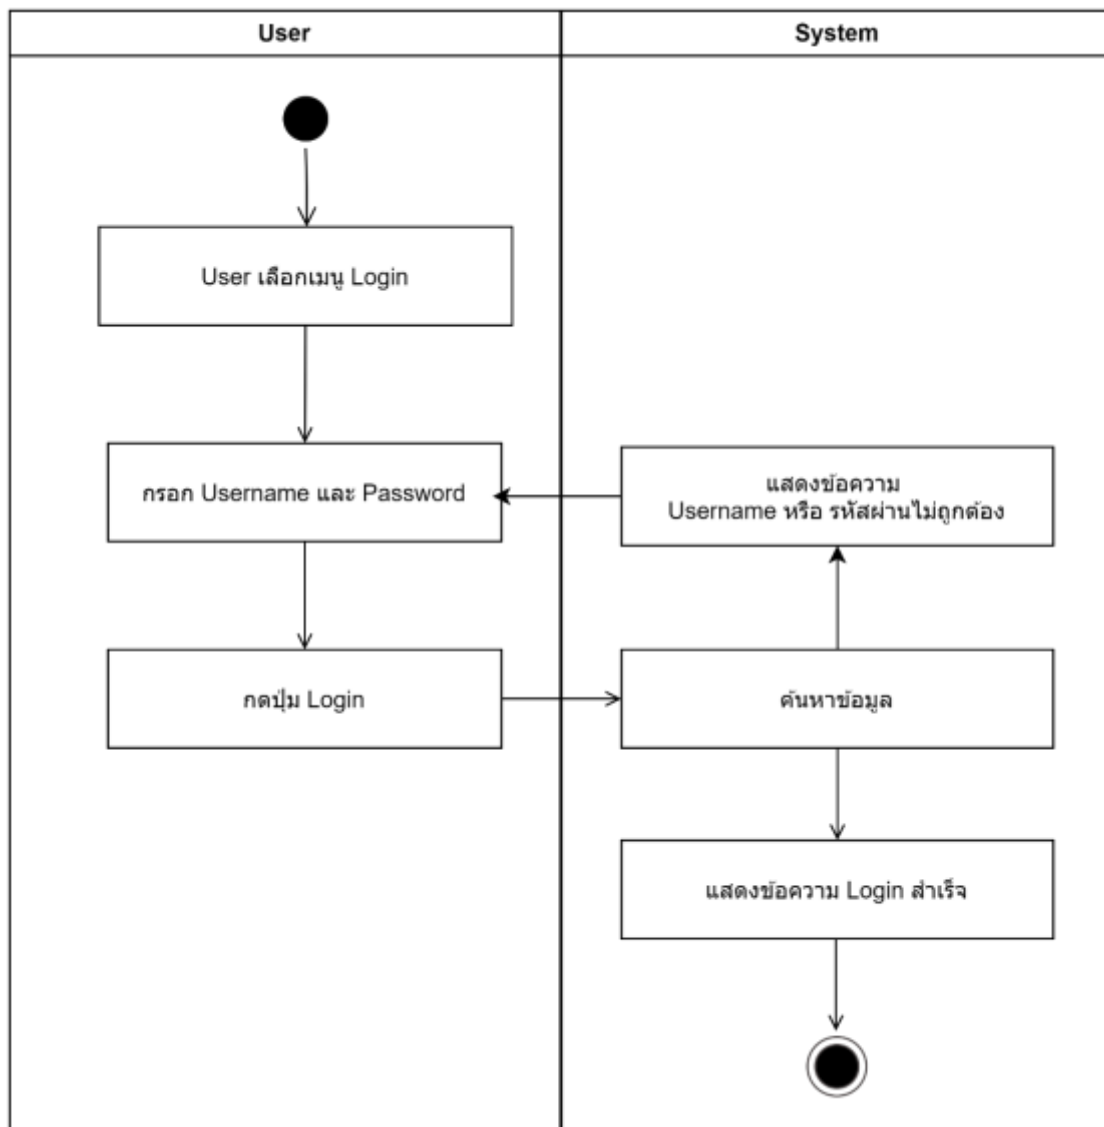 User
System
User เลือกเมนู Login
กรอก Username และ Password
แสดงข้อความ
Username หรือ รหัสผ่านไม่ถูกต้อง
กดปุ่ม Login
ค้นหาข้อมูล
แสดงข้อความ Login สำเร็จ